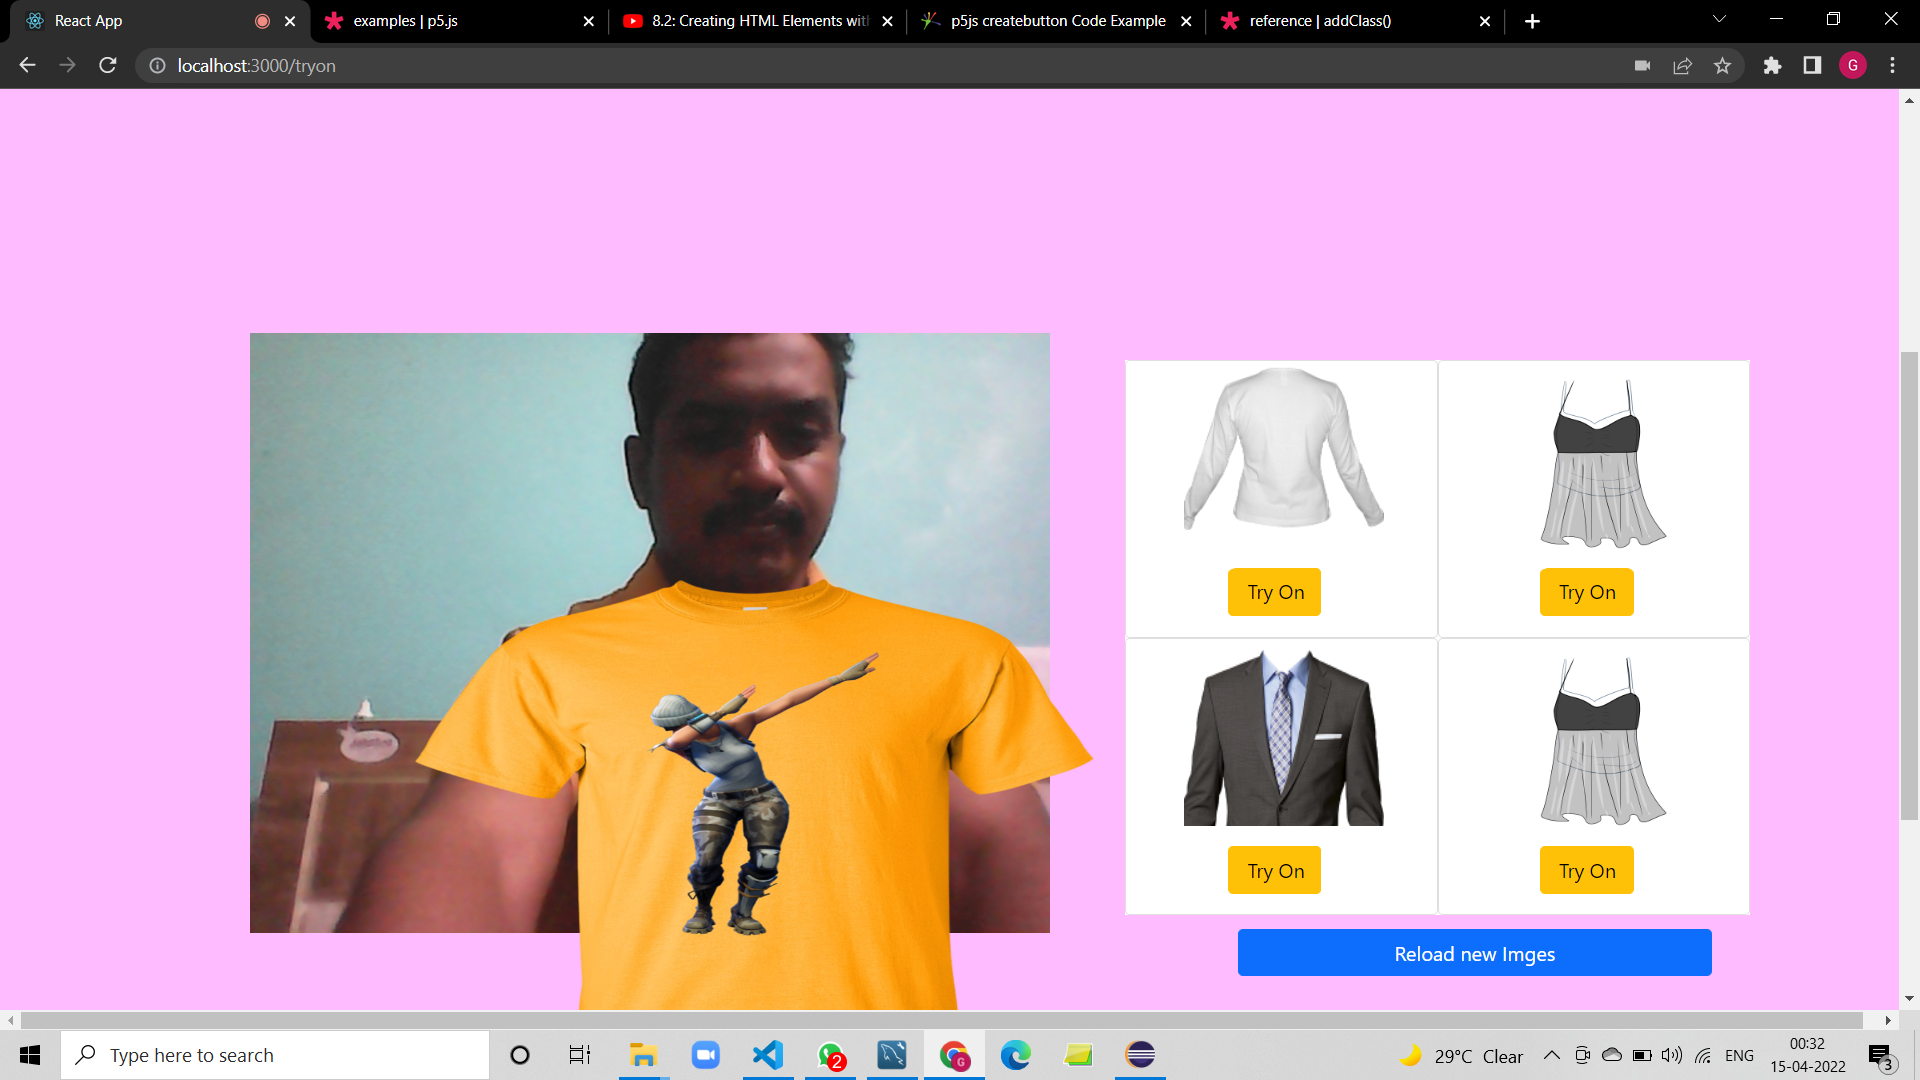 React App
examples | p5.js
8.2: Creating HTML Elements with
p5js createbutton Code Example
reference | addClass()
localhost:3000/tryon
G
Try On
Try On
Try On
Try On
Reload new Imges
Type here to search
2
G
29°C Clear
ENG
00:32
15-04-2022
3